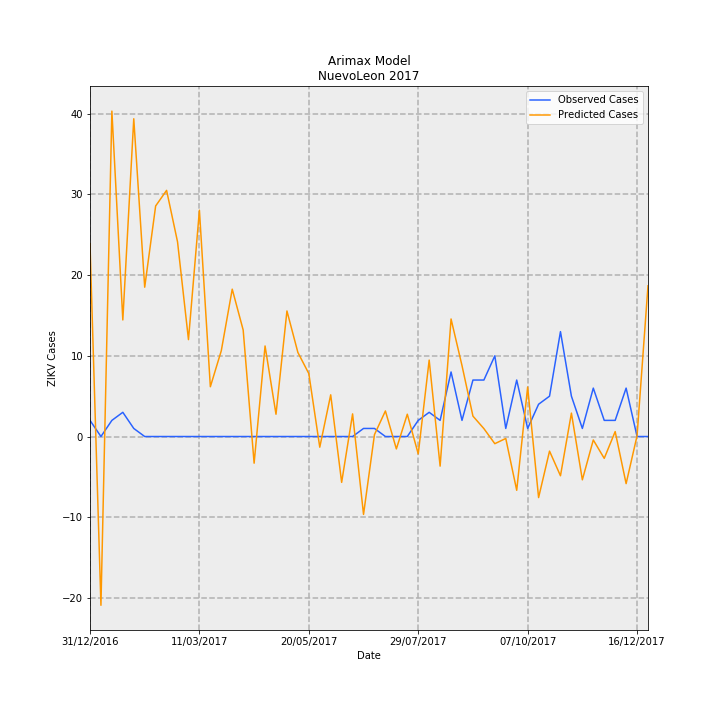 Arimax Model
NuevoLeon 2017
Observed Cases
Predicted Cases
40
30
20
10
0
−10
−20
ZIKV Cases
31/12/2016
11/03/2017
20/05/2017
29/07/2017
07/10/2017
16/12/2017
Date